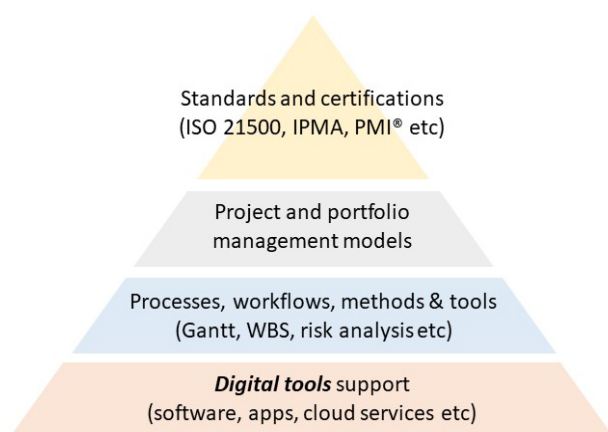 Standards and certifications
(ISO 21500, IPMA, PMI® etc)
Project and portfolio
management models
Processes, workflows, methods & tools
(Gantt, WBS, risk analysis etc)
Digital tools support
(software, apps, cloud services etc)